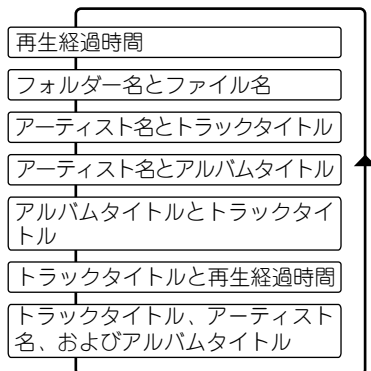 再生経過時間
フォルダー名とファイル名
アーティスト名とトラックタイトル
アーティスト名とアルバムタイトル
アルバムタイトルとトラックタイ
トル
トラックタイトルと再生経過時間
トラックタイトル、アーティスト
名、およびアルバムタイトル